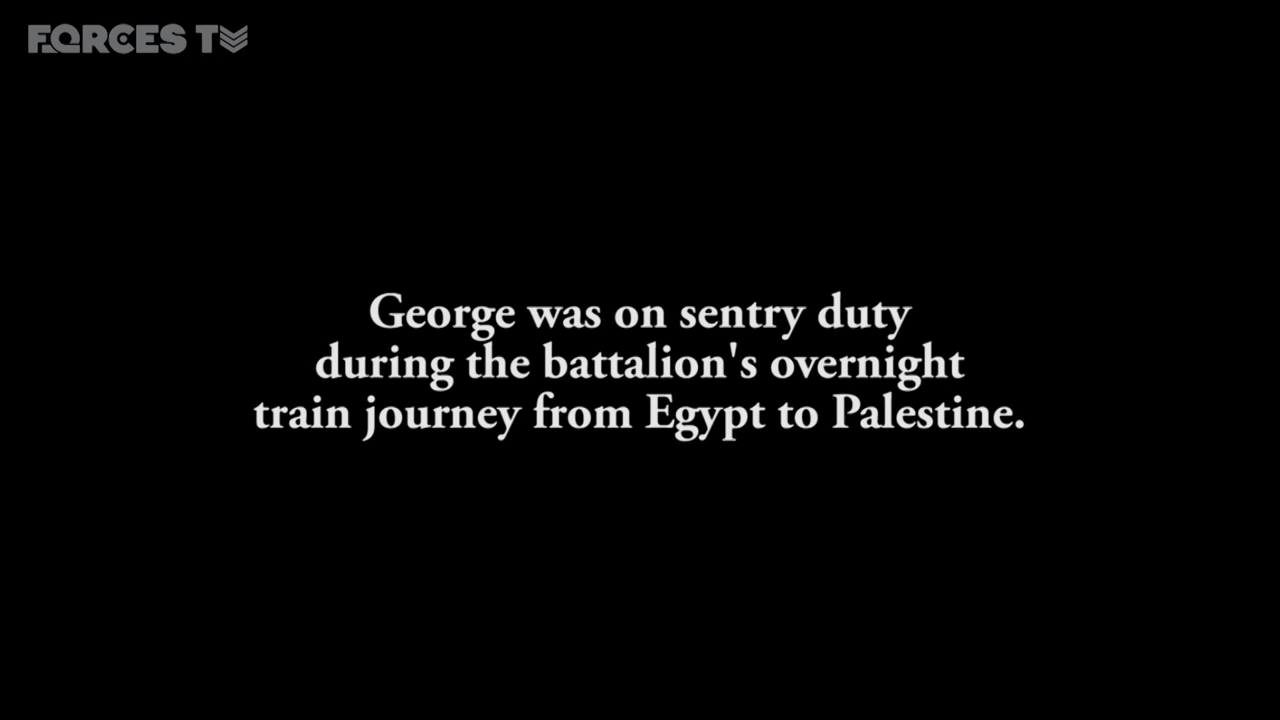 FORCES TV
George was on sentry duty
during the battalion's overnight
train journey from Egypt to Palestine.